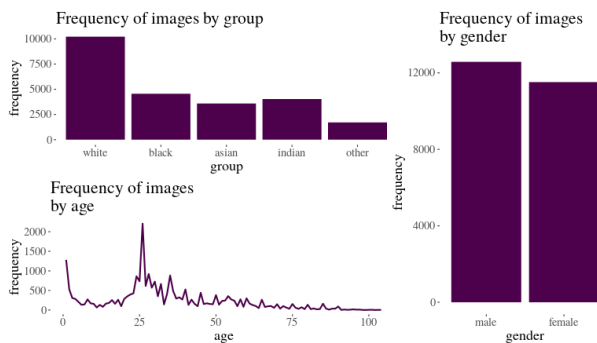 Frequency of images by group
frequency
10000
7500
5000
2500
0
white black asian indian other
group
Frequency of images
by age
frequency
2000
1500
1000
500
0
0 25 50 75 100
age
Frequency of images
by gender
frequency
12000
8000
4000
0
male female
gender